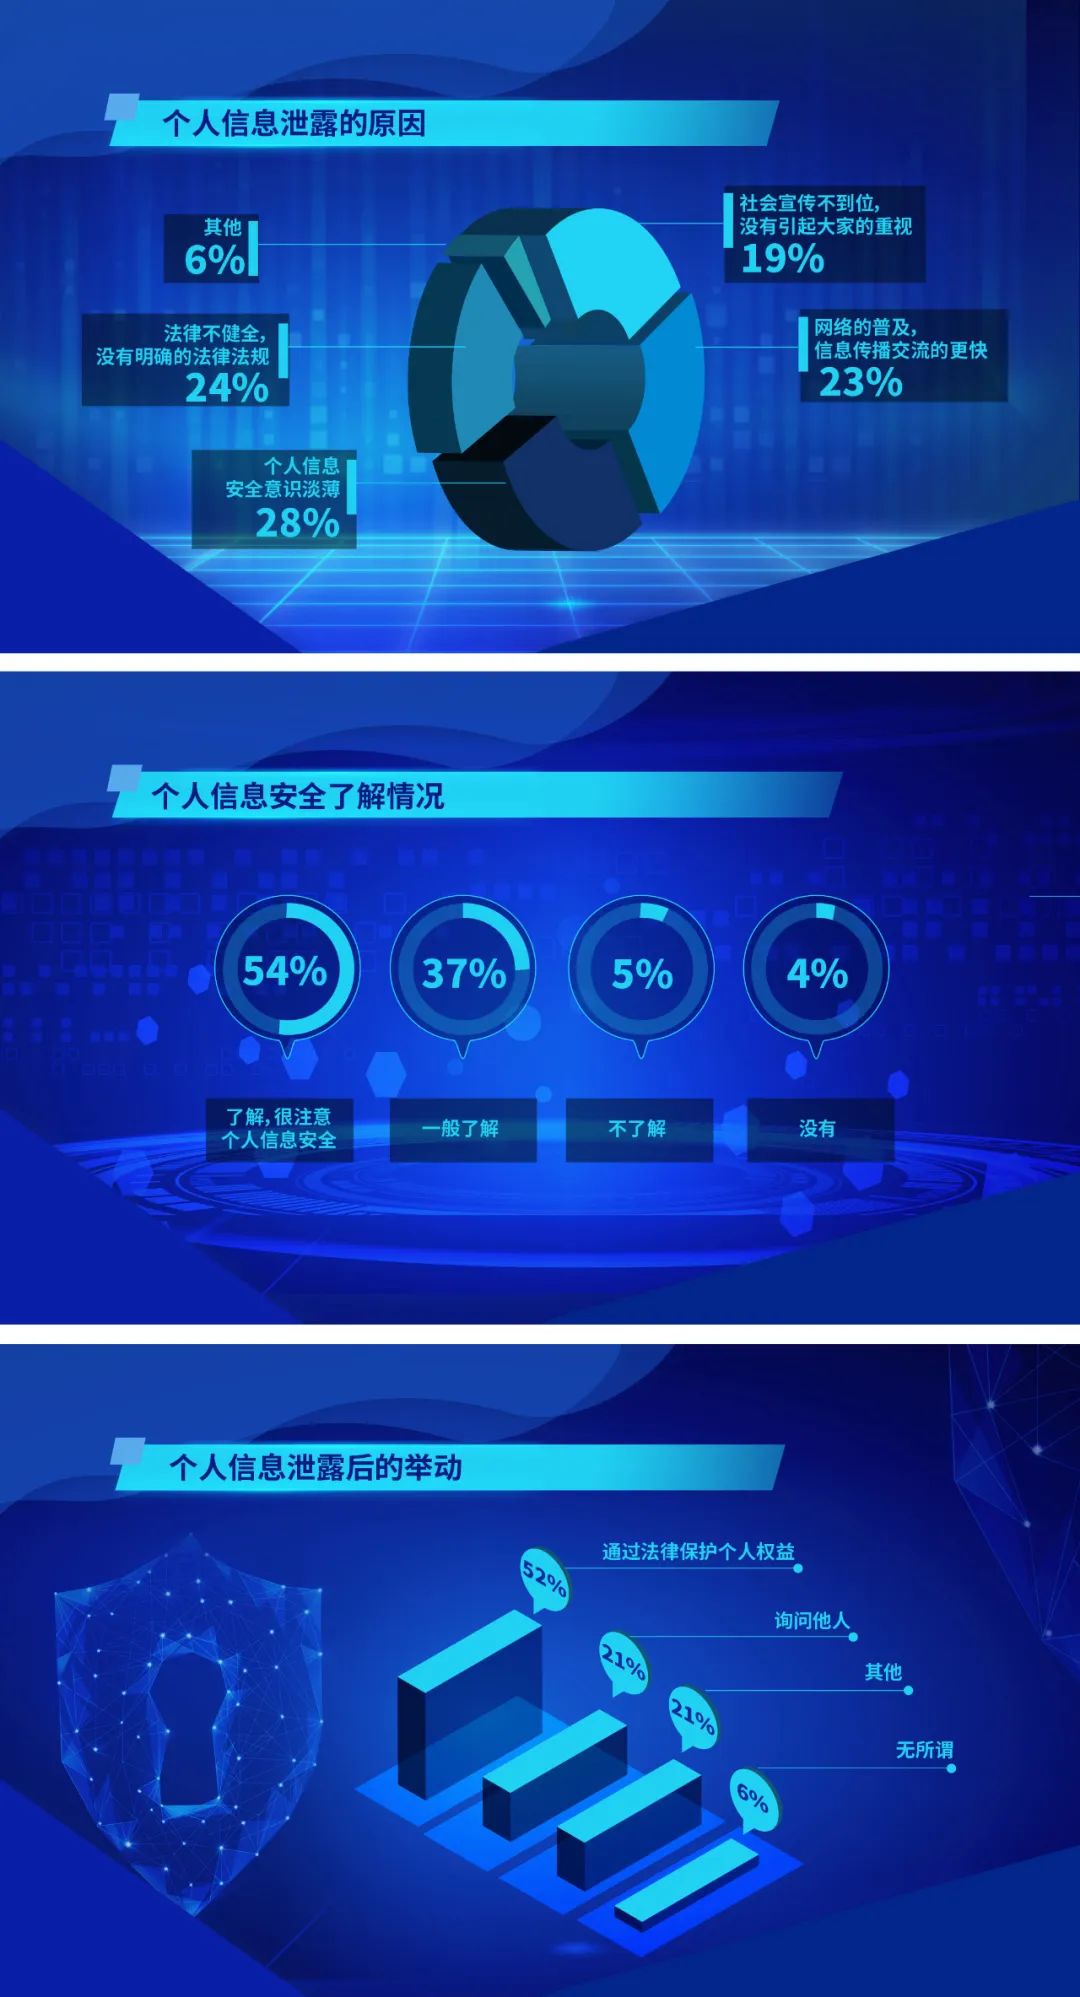 个人信息泄露的原因
其他
6%
社会宣传不到位,
没有引起大家的重视
19%
法律不健全,
没有明确的法律法规
24%
网络的普及,
信息传播交流的更快
23%
个人信息
安全意识淡薄
28%
个人信息安全了解情况
54%
37%
5%
4%
了解,很注意
个人信息安全
一般了解
不了解
没有
个人信息泄露后的举动
52%
通过法律保护个人权益
21%
询问他人
21%
其他
6%
无所谓